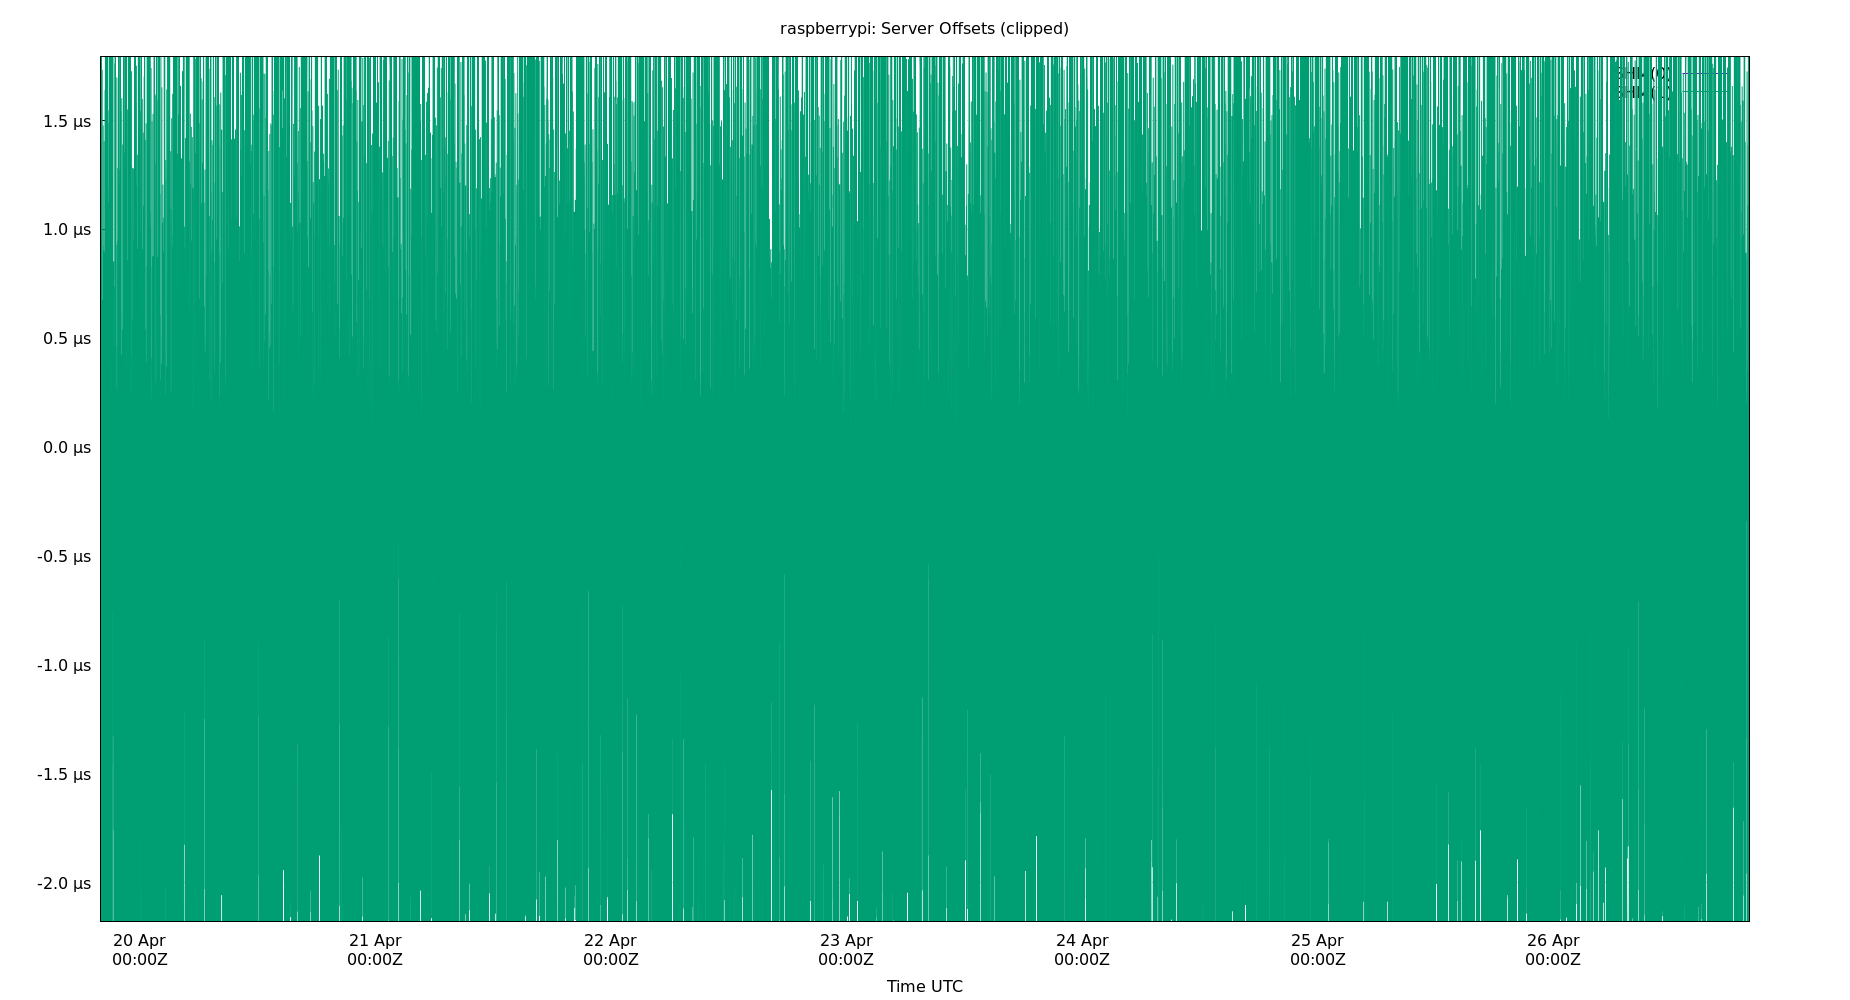 raspberrypi: Server Offsets (clipped)
1.5 µs
1.0 µs
0.5 µs
0.0 µs
-0.5 µs
-1.0 µs
-1.5 µs
-2.0 µs
20 Apr 21 Apr 22 Apr 23 Apr 24 Apr 25 Apr 26 Apr
00:00Z 00:00Z 00:00Z 00:00Z 00:00Z 00:00Z 00:00Z
Time UTC